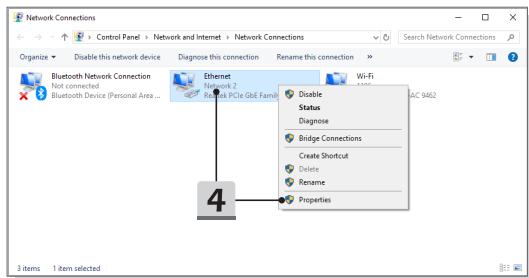 Network Connections
Control Panel › Network and Internet › Network Connections
Search Network Connections
Organize
Disable this network device
Diagnose this connection
Rename this connection
»
Bluetooth Network Connection
Not connected
Bluetooth Device (Personal Area ...
Ethernet
Network 2
Realtek PCIe GbE Family
Wi-Fi
AC 9462
Disable
Status
Diagnose
Bridge Connections
Create Shortcut
Delete
Rename
Properties
4
3 items 1 item selected